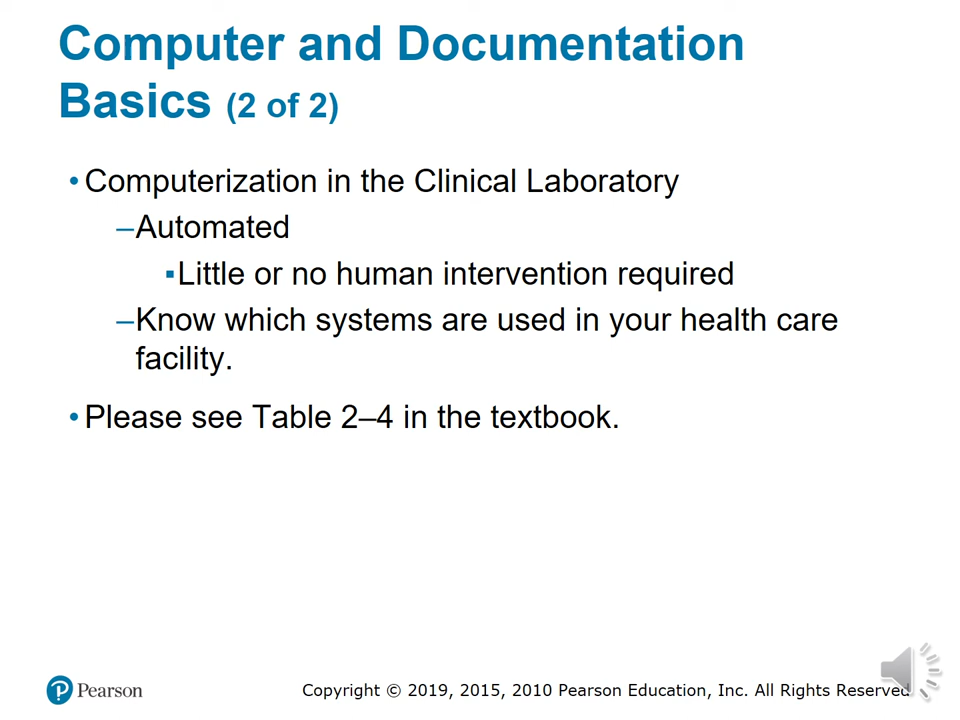 Computer and Documentation
Basics (2 of 2)
• Computerization in the Clinical Laboratory
–Automated
▪Little or no human intervention required
–Know which systems are used in your health care
facility.
• Please see Table 2–4 in the textbook.
Pearson
Copyright © 2019, 2015, 2010 Pearson Education, Inc. All Rights Reserved